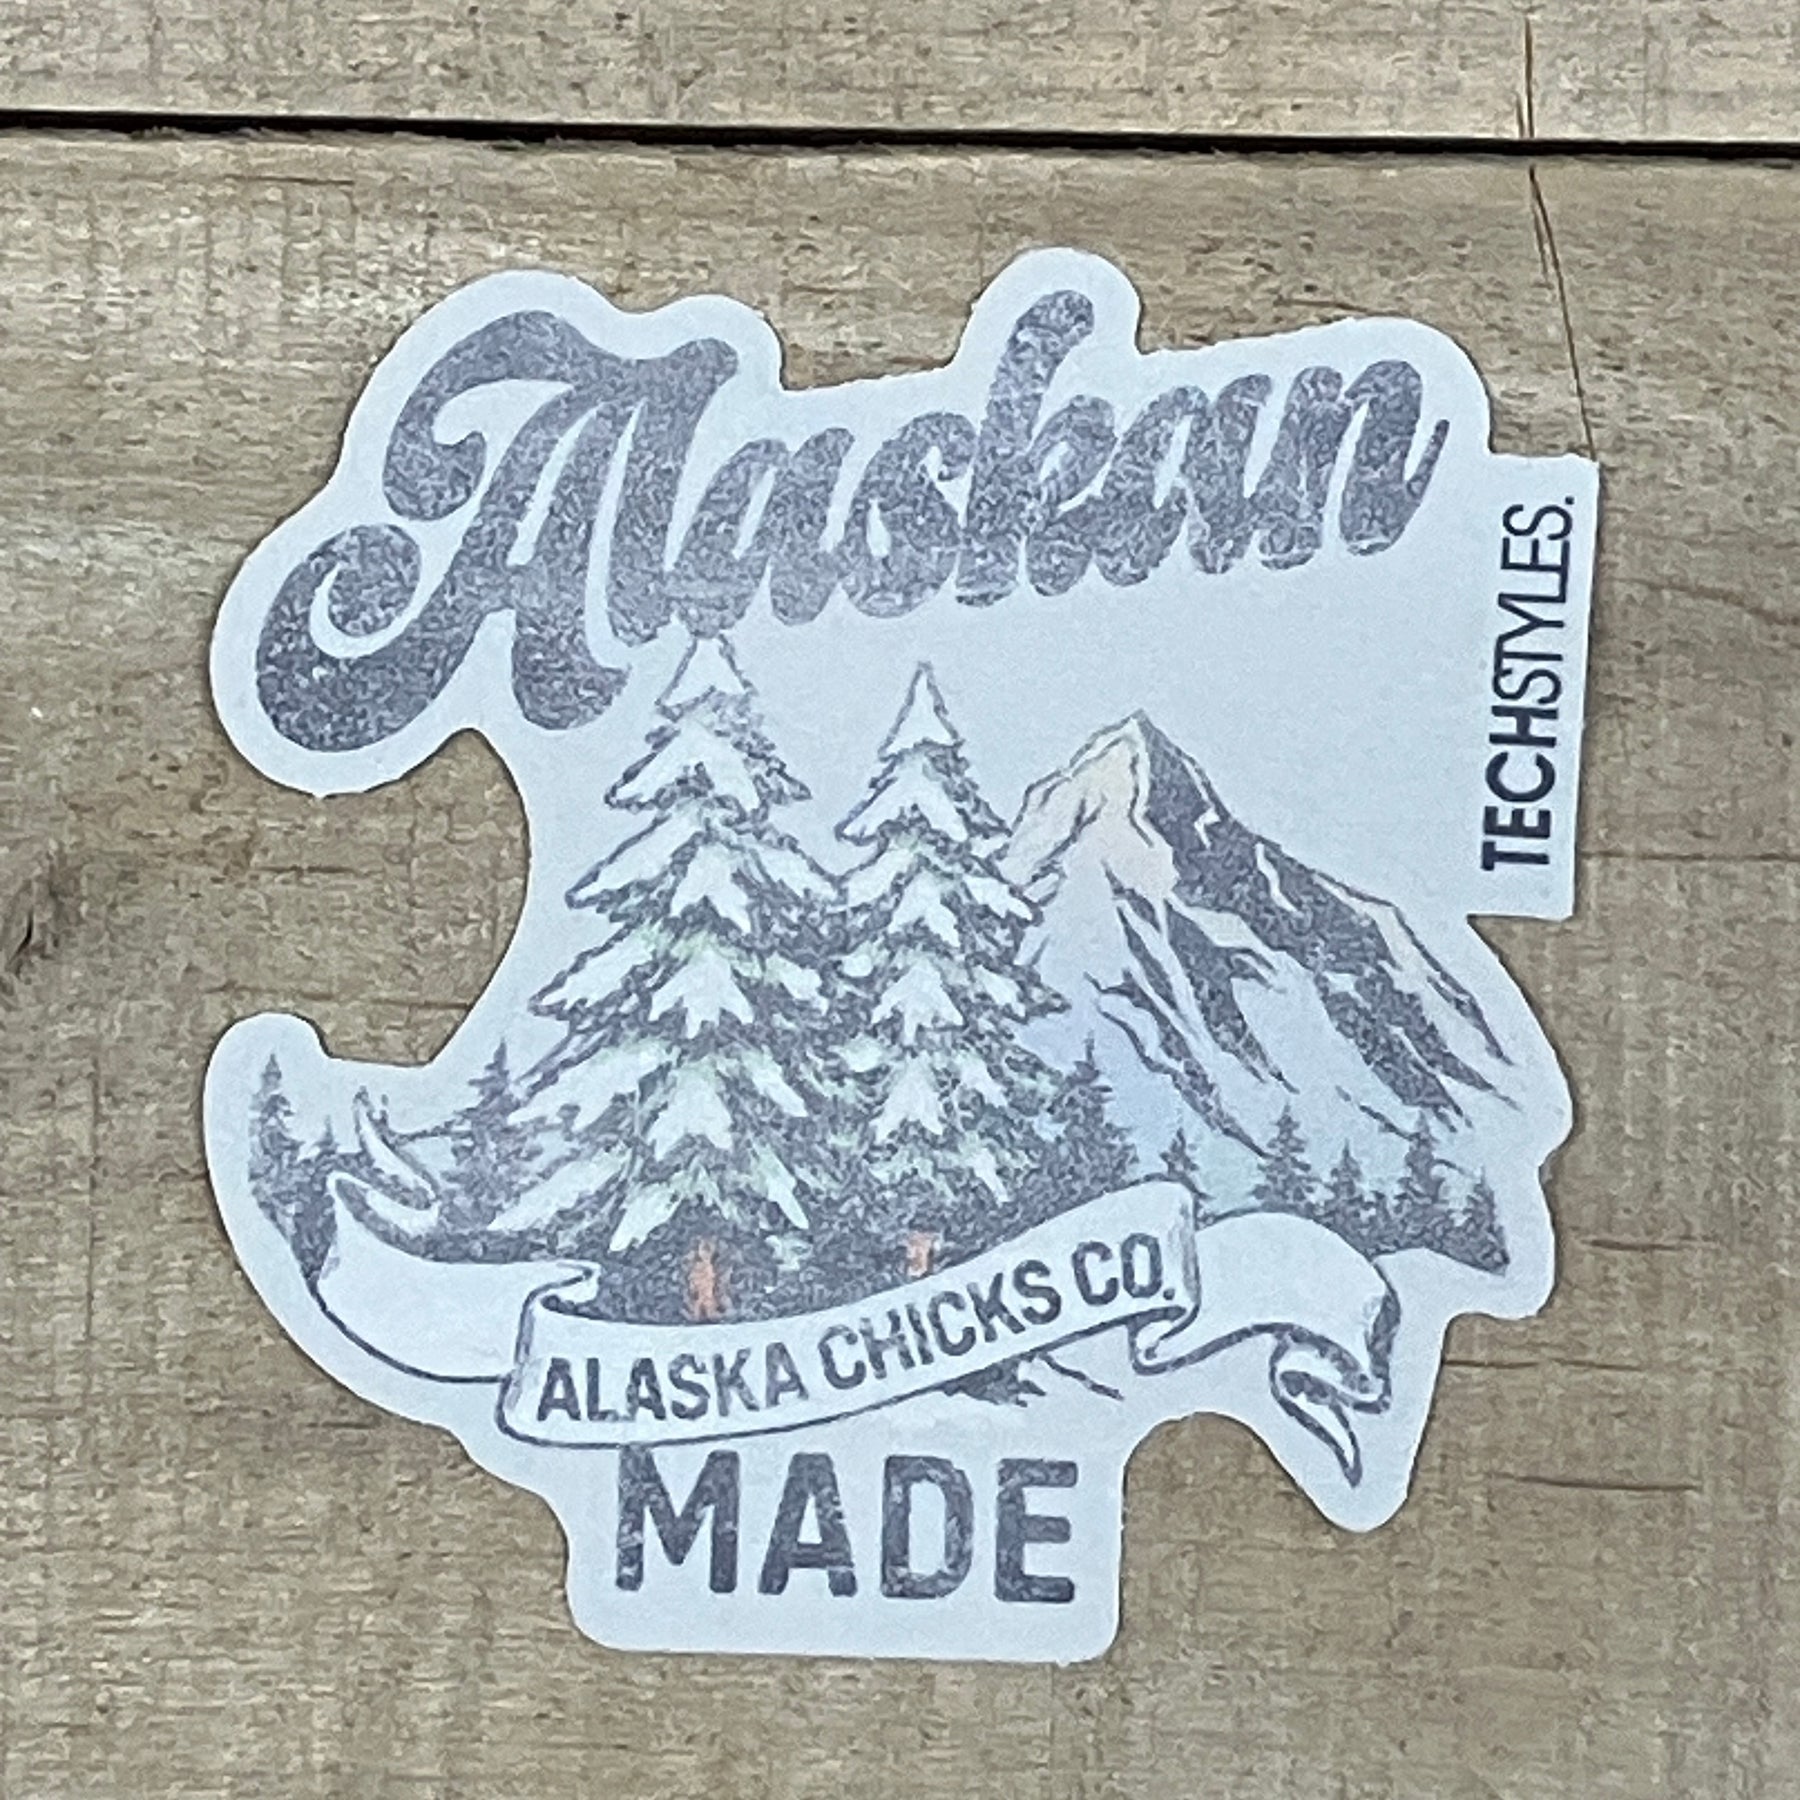 Alaskan
TECHSTYLES.
ALASKA CHICKS CO.
MADE